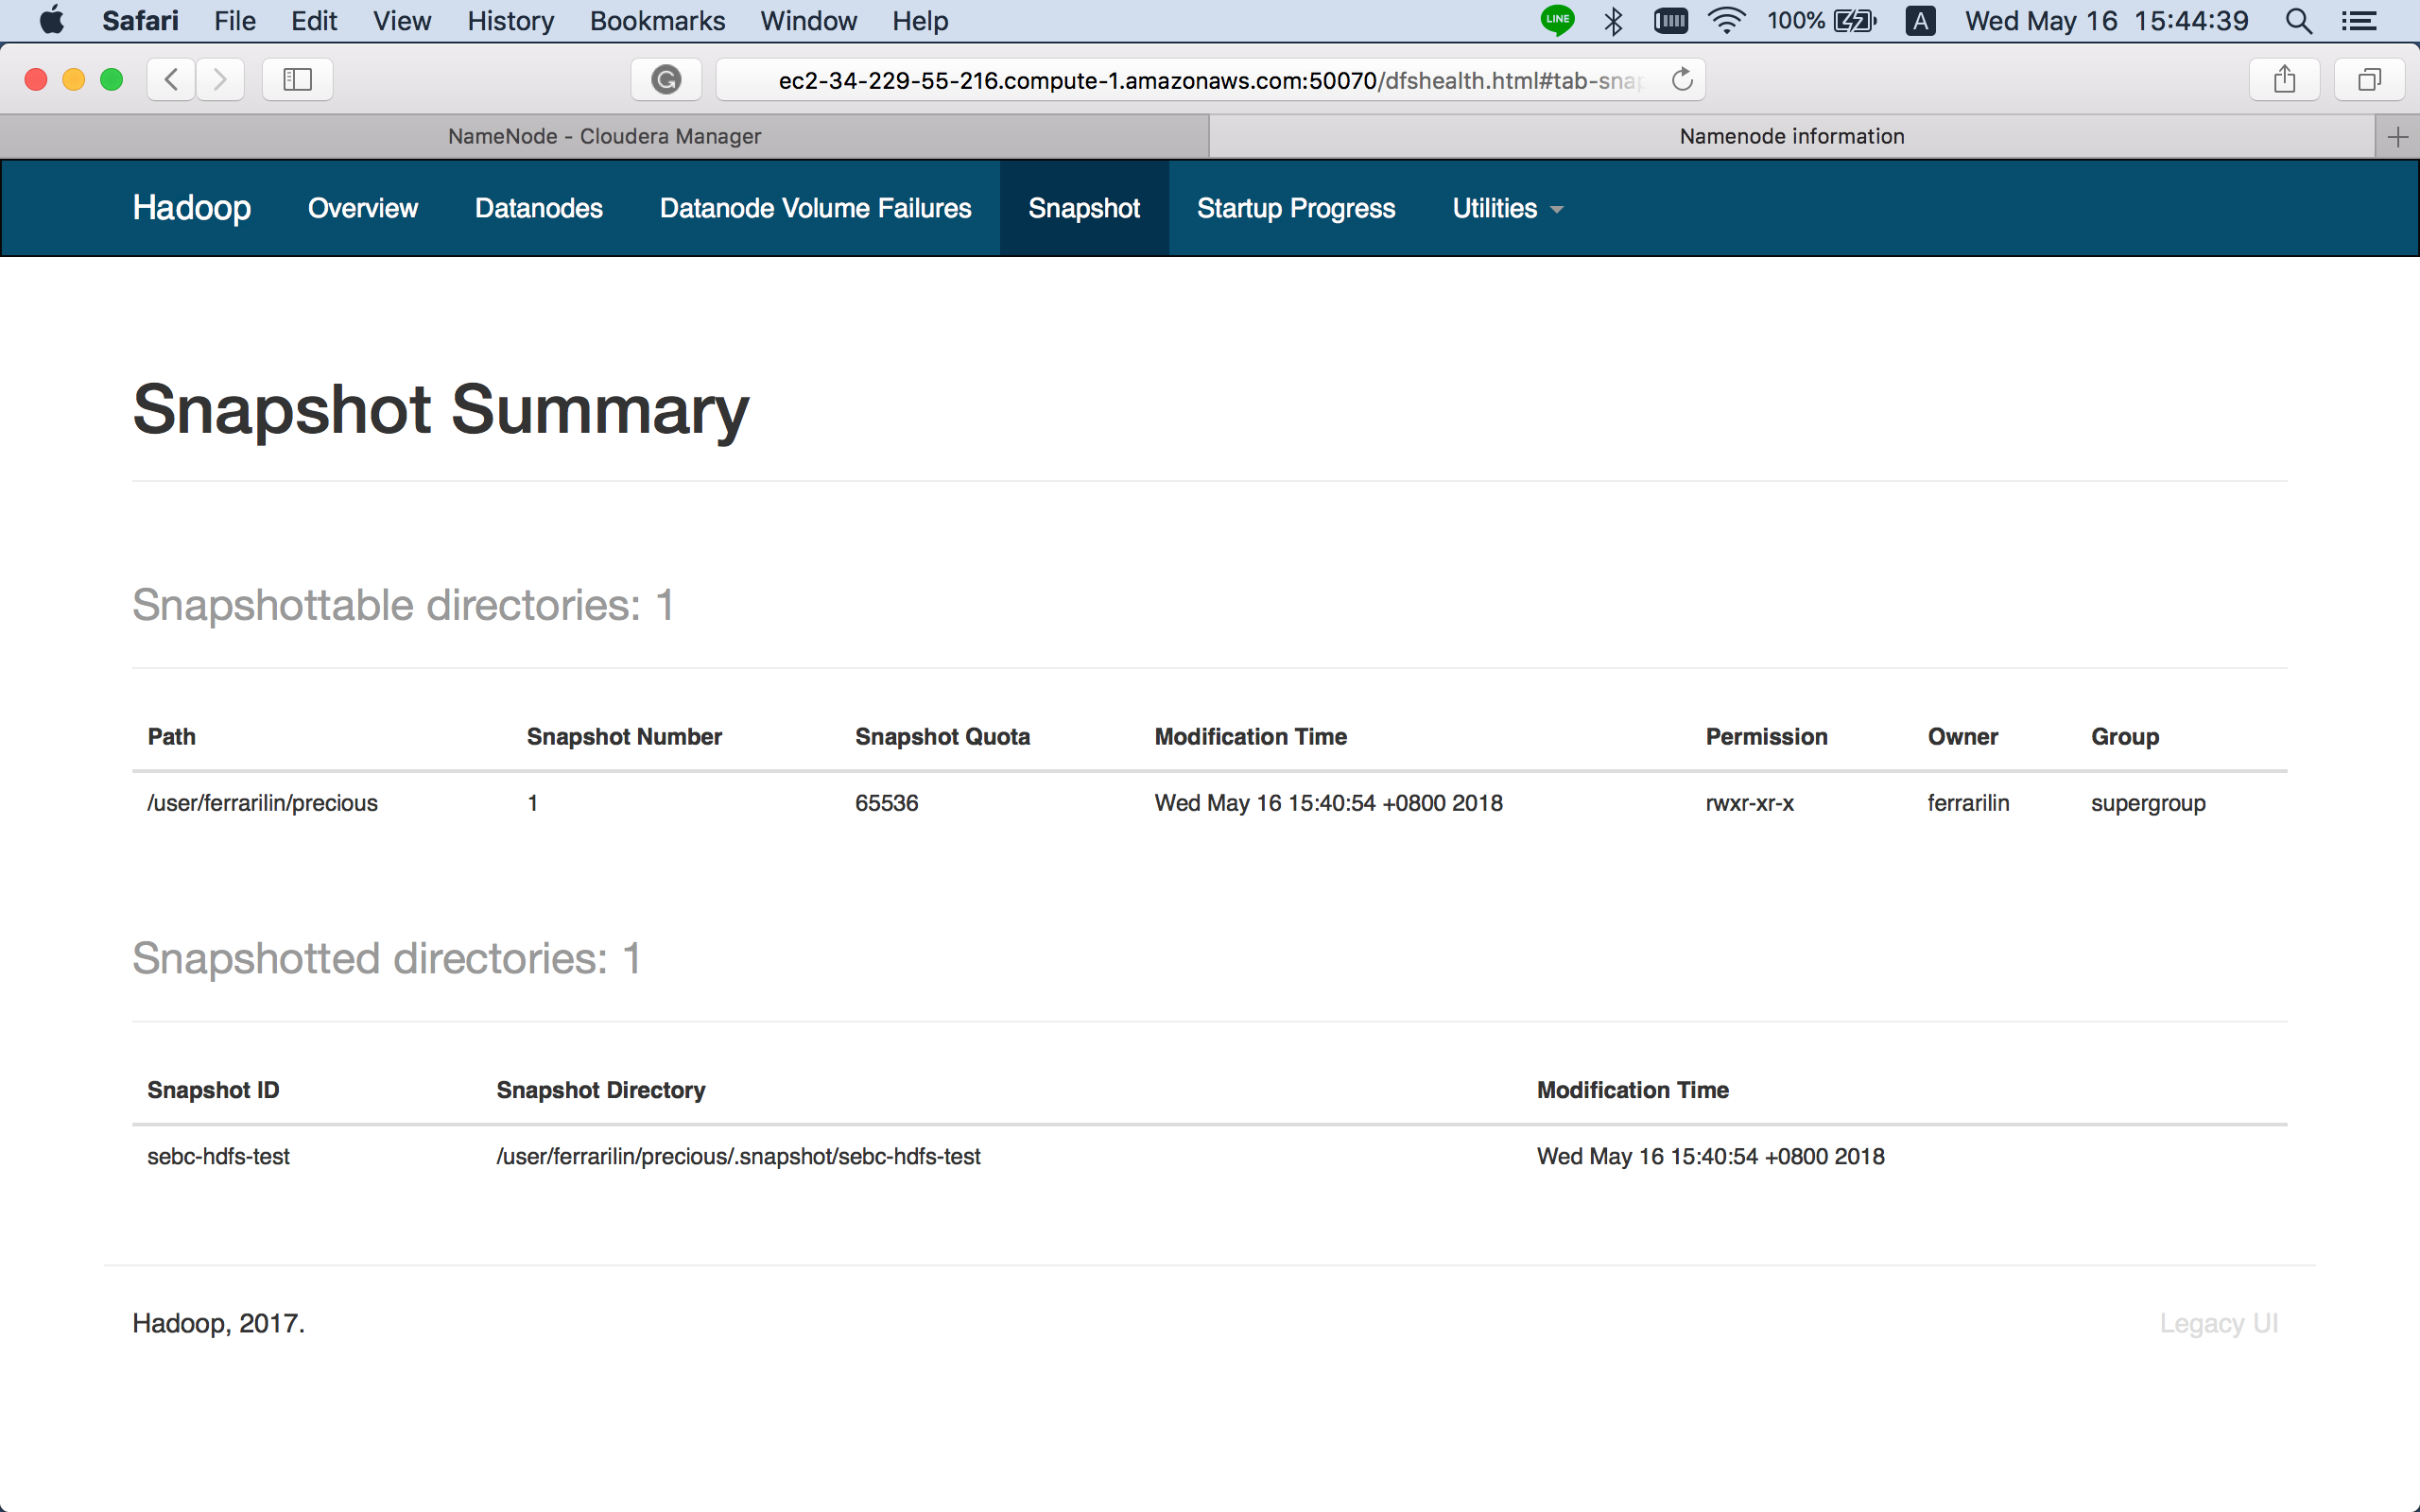 Safari File Edit View History Bookmarks Window Help LINE 100% A Wed May 16 15:44:39
ec2-34-229-55-216.compute-1.amazonaws.com:50070/dfshealth.html#tab-snap
NameNode - Cloudera Manager Namenode information
Hadoop Overview Datanodes Datanode Volume Failures Snapshot Startup Progress Utilities
Snapshot Summary
Snapshottable directories: 1
Path Snapshot Number Snapshot Quota Modification Time Permission Owner Group
/user/ferrarilin/precious 1 65536 Wed May 16 15:40:54 +0800 2018 rwxr-xr-x ferrarilin supergroup
Snapshotted directories: 1
Snapshot ID Snapshot Directory Modification Time
sebc-hdfs-test /user/ferrarilin/precious/.snapshot/sebc-hdfs-test Wed May 16 15:40:54 +0800 2018
Hadoop, 2017. Legacy UI